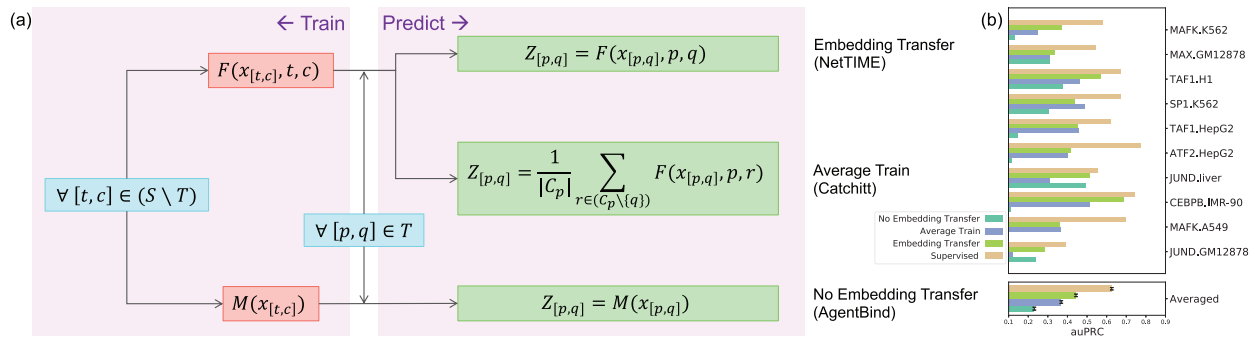 (a)
← Train
Predict →
F(x[t,c], t, c)
∀ [t, c] ∈ (S \ T)
M(x[t,c])
∀ [p, q] ∈ T
Z[p,q] = F(x[p,q], p, q)
Z[p,q] = 1/|C_p| ∑ r∈(C_p\{q}) F(x[p,q], p, r)
Z[p,q] = M(x[p,q])
Embedding Transfer
(NetTIME)
Average Train
(Catchitt)
No Embedding Transfer
(AgentBind)
(b)
MAFK.K562
MAX.GM12878
TAF1.H1
SP1.K562
TAF1.HepG2
ATF2.HepG2
JUND.liver
CEBPB.IMR-90
MAFK.A549
JUND.GM12878
No Embedding Transfer
Average Train
Embedding Transfer
Supervised
Averaged
0.1 0.2 0.3 0.4 0.5 0.6 0.7 0.8 0.9
auPRC